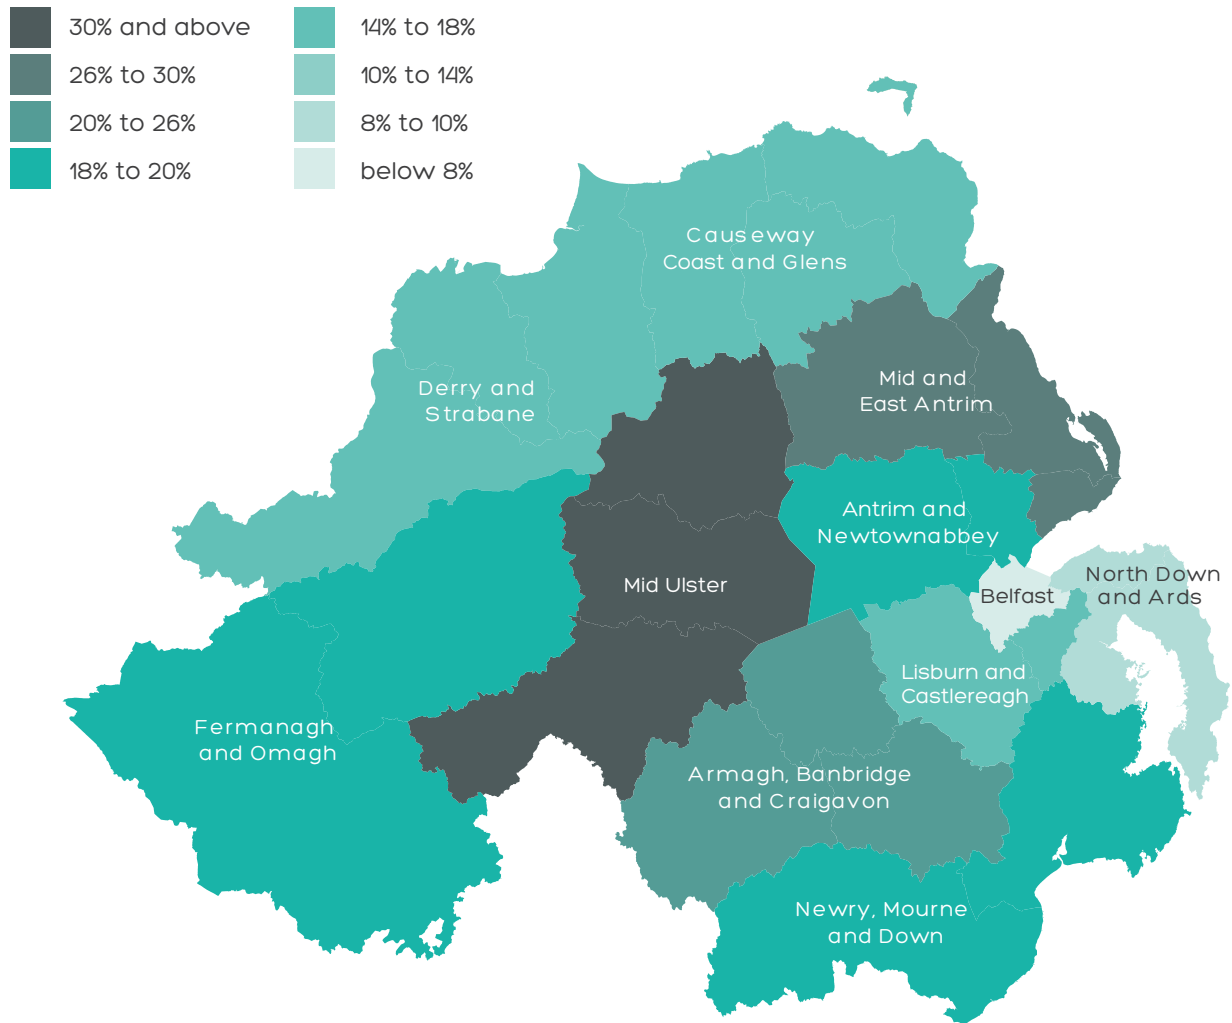 30% and above
26% to 30%
20% to 26%
18% to 20%
14% to 18%
10% to 14%
8% to 10%
below 8%
Causeway
Coast and Glens
Derry and
Strabane
Mid and
East Antrim
Antrim and
Newtownabbey
Mid Ulster
Belfast
North Down
and Ards
Lisburn and
Castlereagh
Fermanagh
and Omagh
Armagh, Banbridge
and Craigavon
Newry, Mourne
and Down